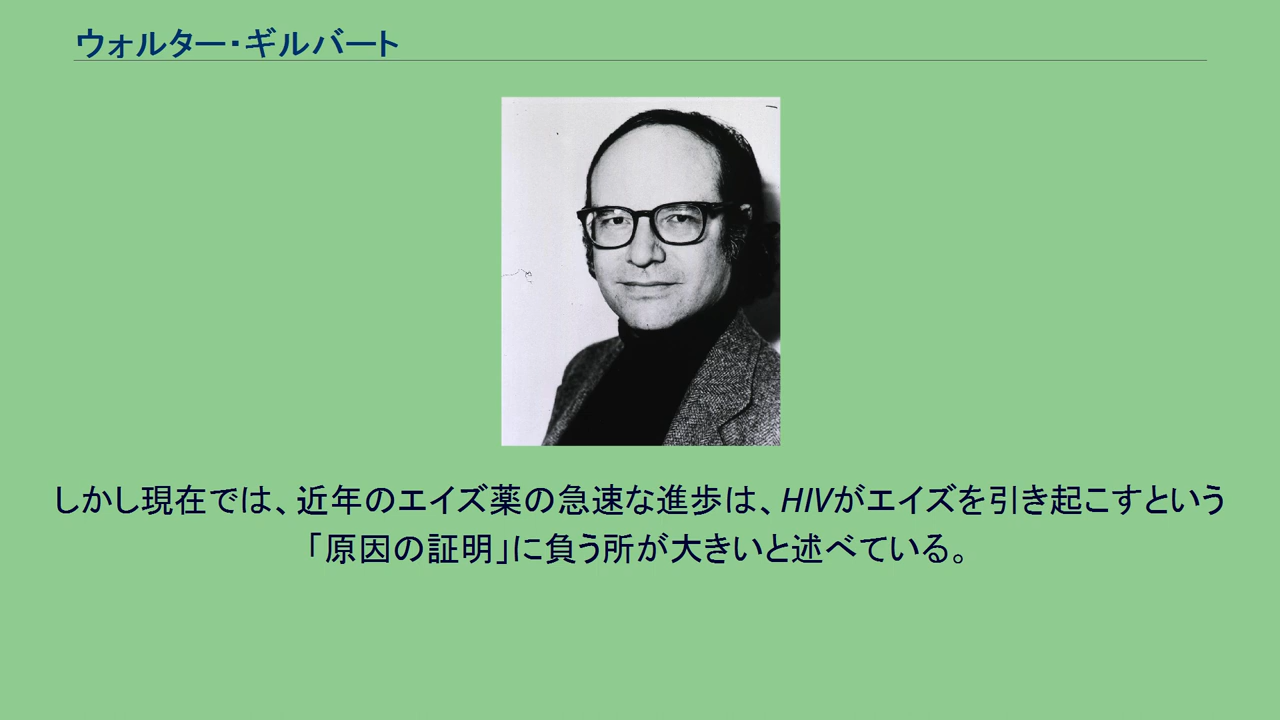 ウォルター・ギルバート
しかし現在では、近年のエイズ薬の急速な進歩は、HIVがエイズを引き起こすという
「原因の証明」に負う所が大きいと述べている。